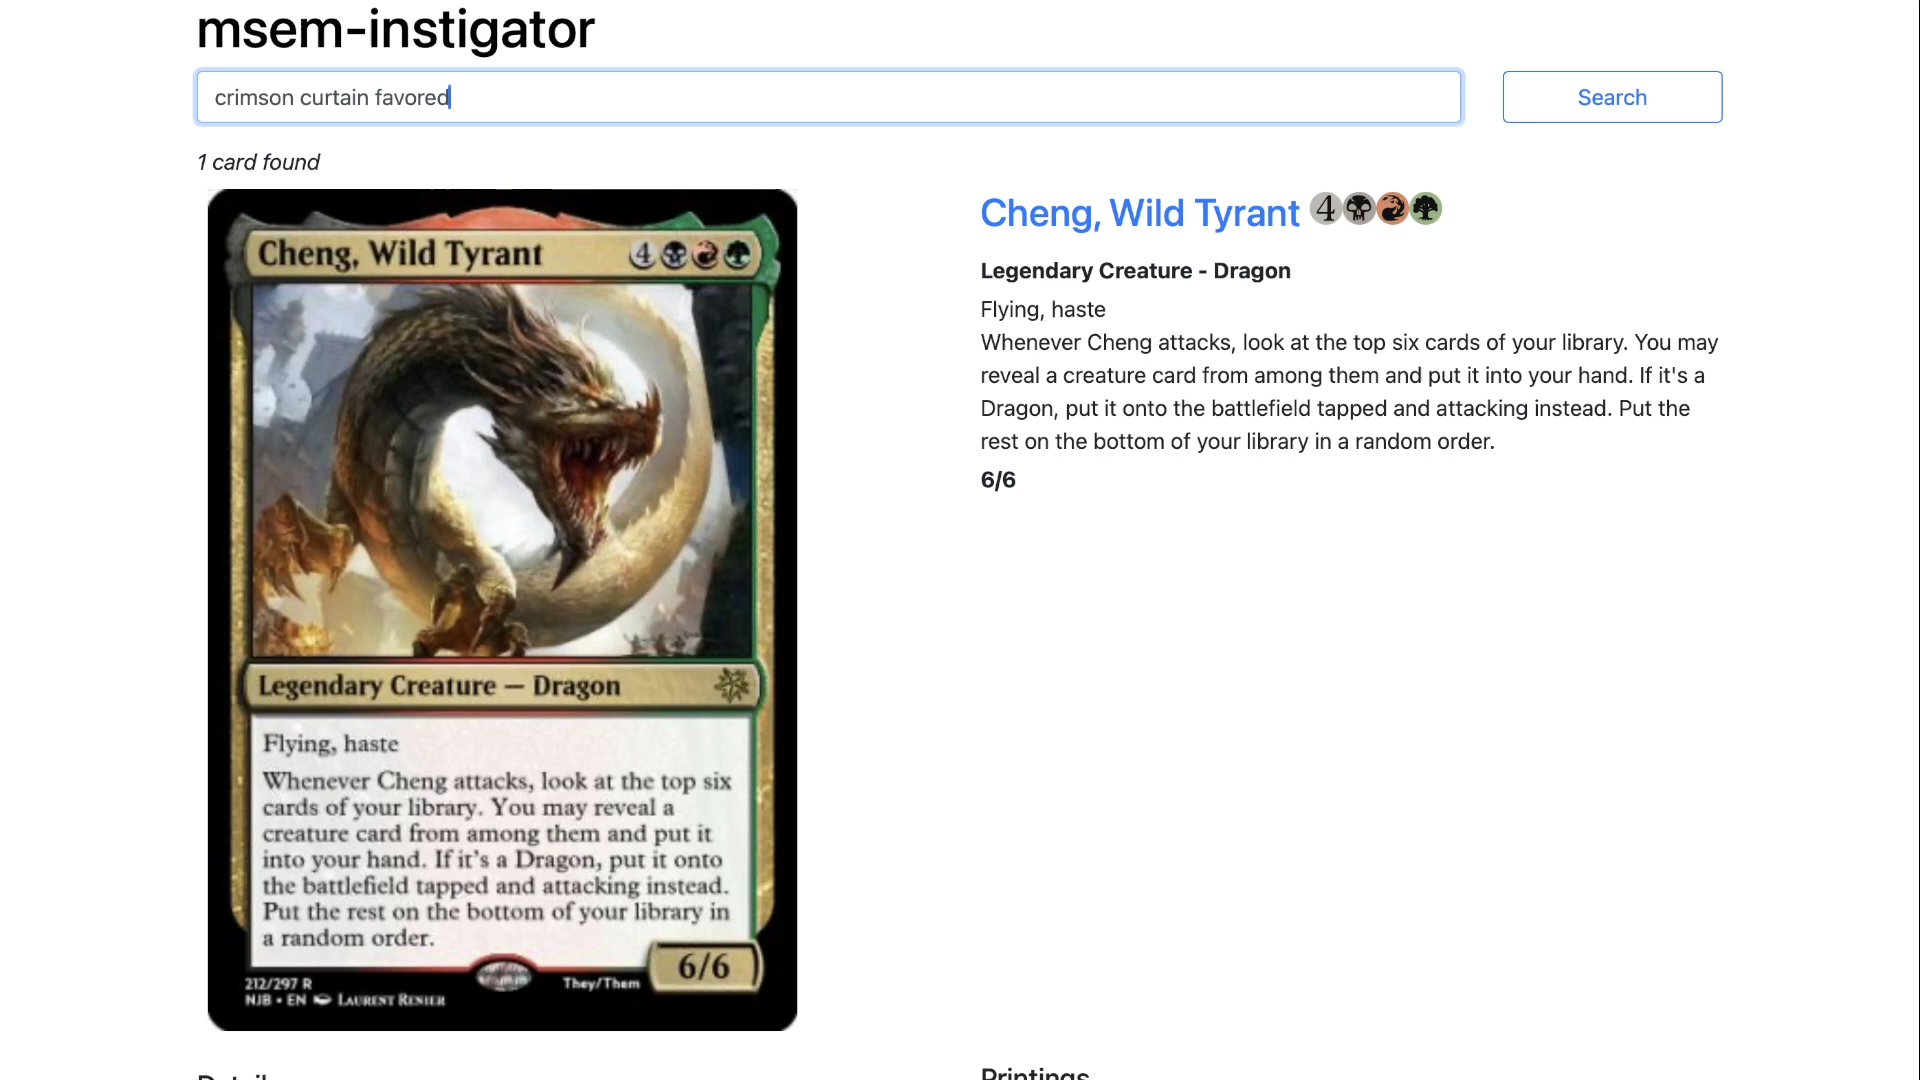 msem-instigator
crimson curtain favored
Search
1 card found
Cheng, Wild Tyrant 4
Legendary Creature — Dragon
Flying, haste
Whenever Cheng attacks, look at the top six
cards of your library. You may reveal a
creature card from among them and put it
into your hand. If it's a Dragon, put it onto
the battlefield tapped and attacking instead.
Put the rest on the bottom of your library in
a random order.
6/6
212/297 R
They/Them
NJB • EN LAURENT RENIER
Cheng, Wild Tyrant 4
Legendary Creature - Dragon
Flying, haste
Whenever Cheng attacks, look at the top six cards of your library. You may
reveal a creature card from among them and put it into your hand. If it's a
Dragon, put it onto the battlefield tapped and attacking instead. Put the
rest on the bottom of your library in a random order.
6/6
Printings